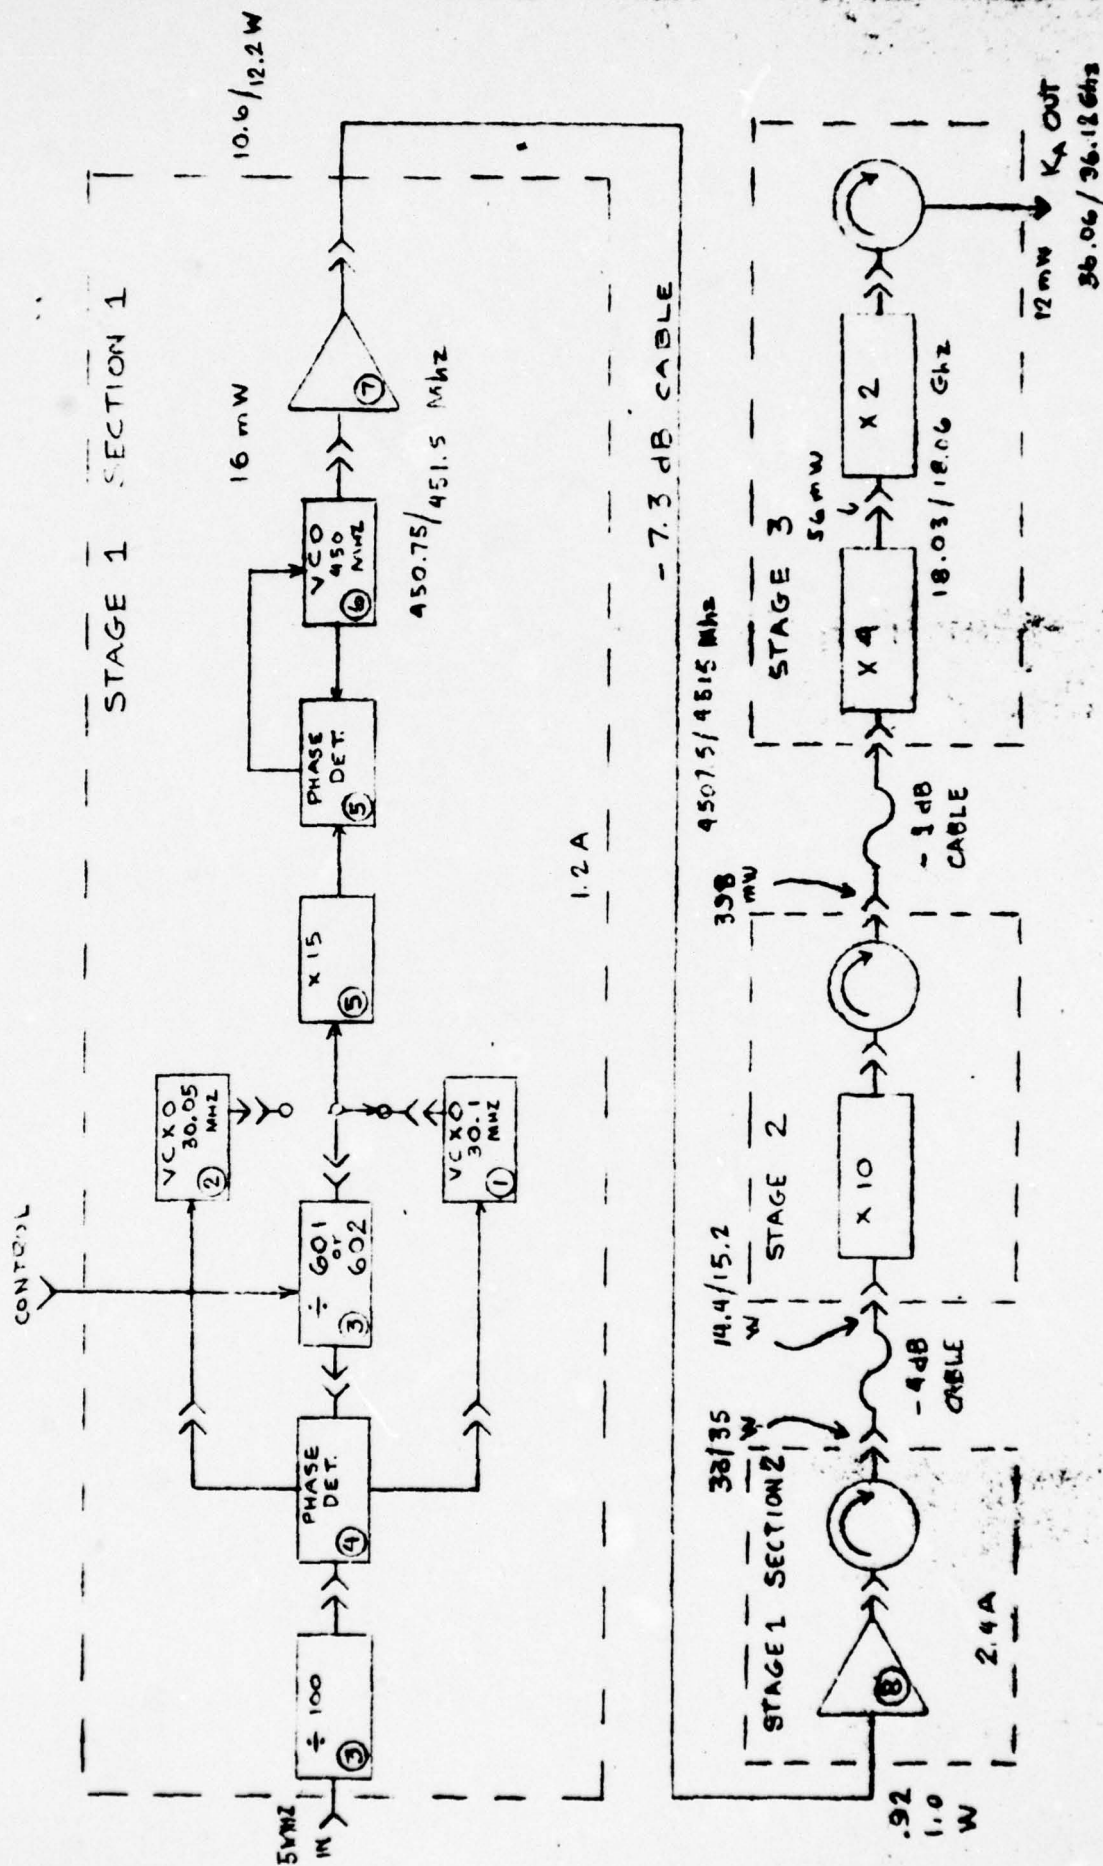 STAGE 1 SECTION 1
CONTROL
5 MHZ
IN
÷ 100
③
PHASE
DET.
④
÷ 601
or
602
③
VCXO
30.05
MHZ
②
VCXO
30.1
MHZ
①
x 15
⑤
PHASE
DET.
⑤
VCO
450
MHZ
⑥
450.75/451.5 Mhz
16 mW
⑦
10.6/12.2 W
1.2 A
-7.3 dB CABLE
.92
1.0
W
STAGE 1 SECTION 2
⑧
2.4 A
33/35
W
-4 dB
CABLE
14.4/15.2
W
STAGE 2
x 10
398
mW
4507.5/4515 Mhz
-1 dB
CABLE
STAGE 3
x 4
56 mW
18.03/18.06 Ghz
x 2
12 mW
KA OUT
36.06/36.12 Ghz